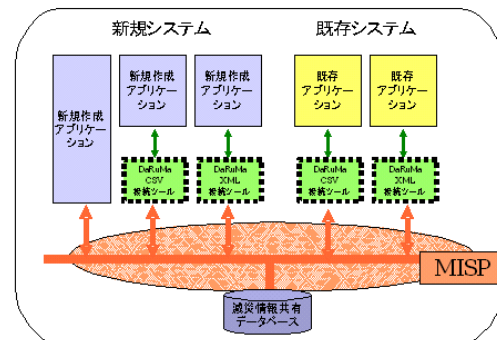 新規システム
既存システム
新規作成
アプリケー
ション
新規作成
アプリケー
ション
新規作成
アプリケー
ション
既存
アプリケー
ション
既存
アプリケー
ション
DaRuMa
CSV
接続ツール
DaRuMa
XML
接続ツール
DaRuMa
CSV
接続ツール
DaRuMa
XML
接続ツール
MISP
減災情報共有
データベース